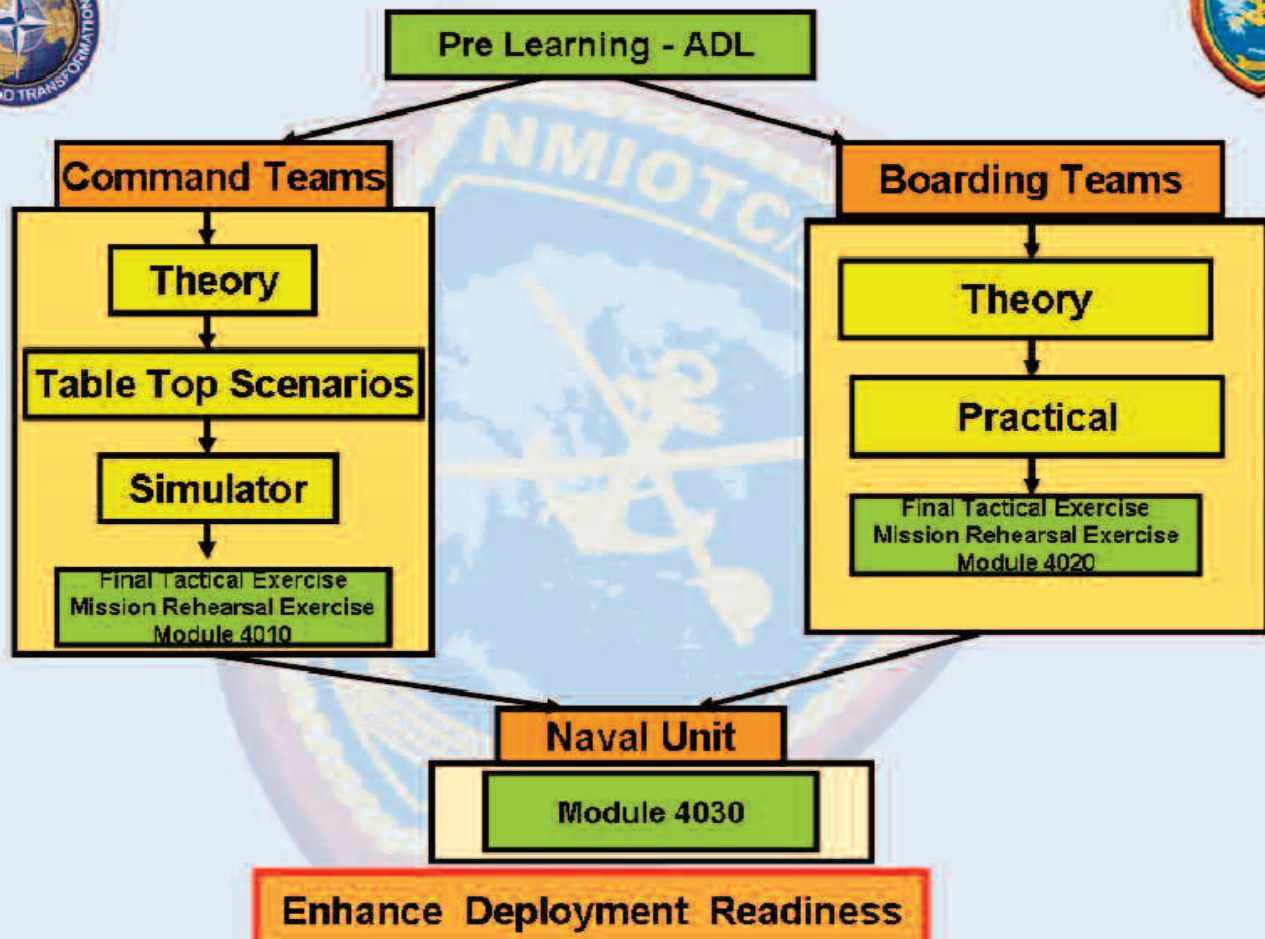 D TRANSFORMATION
Pre Learning - ADL
NMIOTC
Command Teams
Theory
Table Top Scenarios
Simulator
Final Tactical Exercise
Mission Rehearsal Exercise
Module 4010
Boarding Teams
Theory
Practical
Final Tactical Exercise
Mission Rehearsal Exercise
Module 4020
Naval Unit
Module 4030
Enhance Deployment Readiness